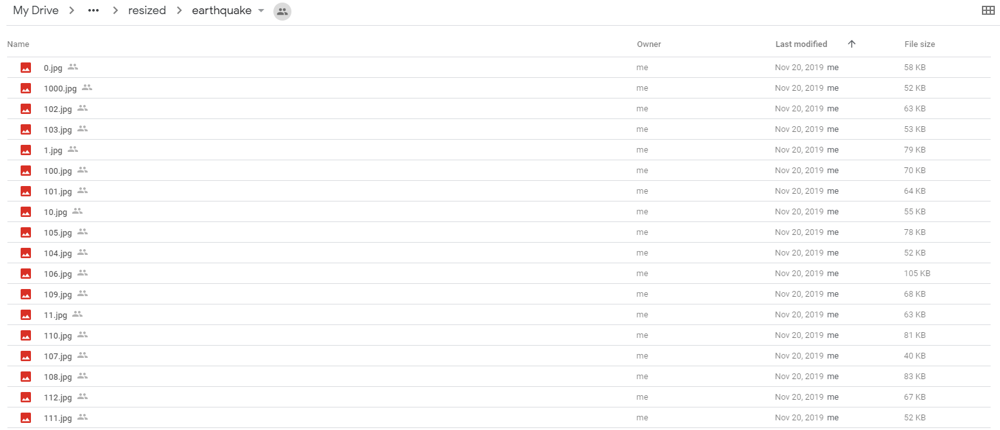 My Drive > ••• > resized > earthquake
Name Owner Last modified ↑ File size
0.jpg me Nov 20, 2019 me 58 KB
1000.jpg me Nov 20, 2019 me 52 KB
102.jpg me Nov 20, 2019 me 63 KB
103.jpg me Nov 20, 2019 me 53 KB
1.jpg me Nov 20, 2019 me 79 KB
100.jpg me Nov 20, 2019 me 70 KB
101.jpg me Nov 20, 2019 me 64 KB
10.jpg me Nov 20, 2019 me 55 KB
105.jpg me Nov 20, 2019 me 78 KB
104.jpg me Nov 20, 2019 me 52 KB
106.jpg me Nov 20, 2019 me 105 KB
109.jpg me Nov 20, 2019 me 68 KB
11.jpg me Nov 20, 2019 me 63 KB
110.jpg me Nov 20, 2019 me 81 KB
107.jpg me Nov 20, 2019 me 40 KB
108.jpg me Nov 20, 2019 me 83 KB
112.jpg me Nov 20, 2019 me 67 KB
111.jpg me Nov 20, 2019 me 52 KB